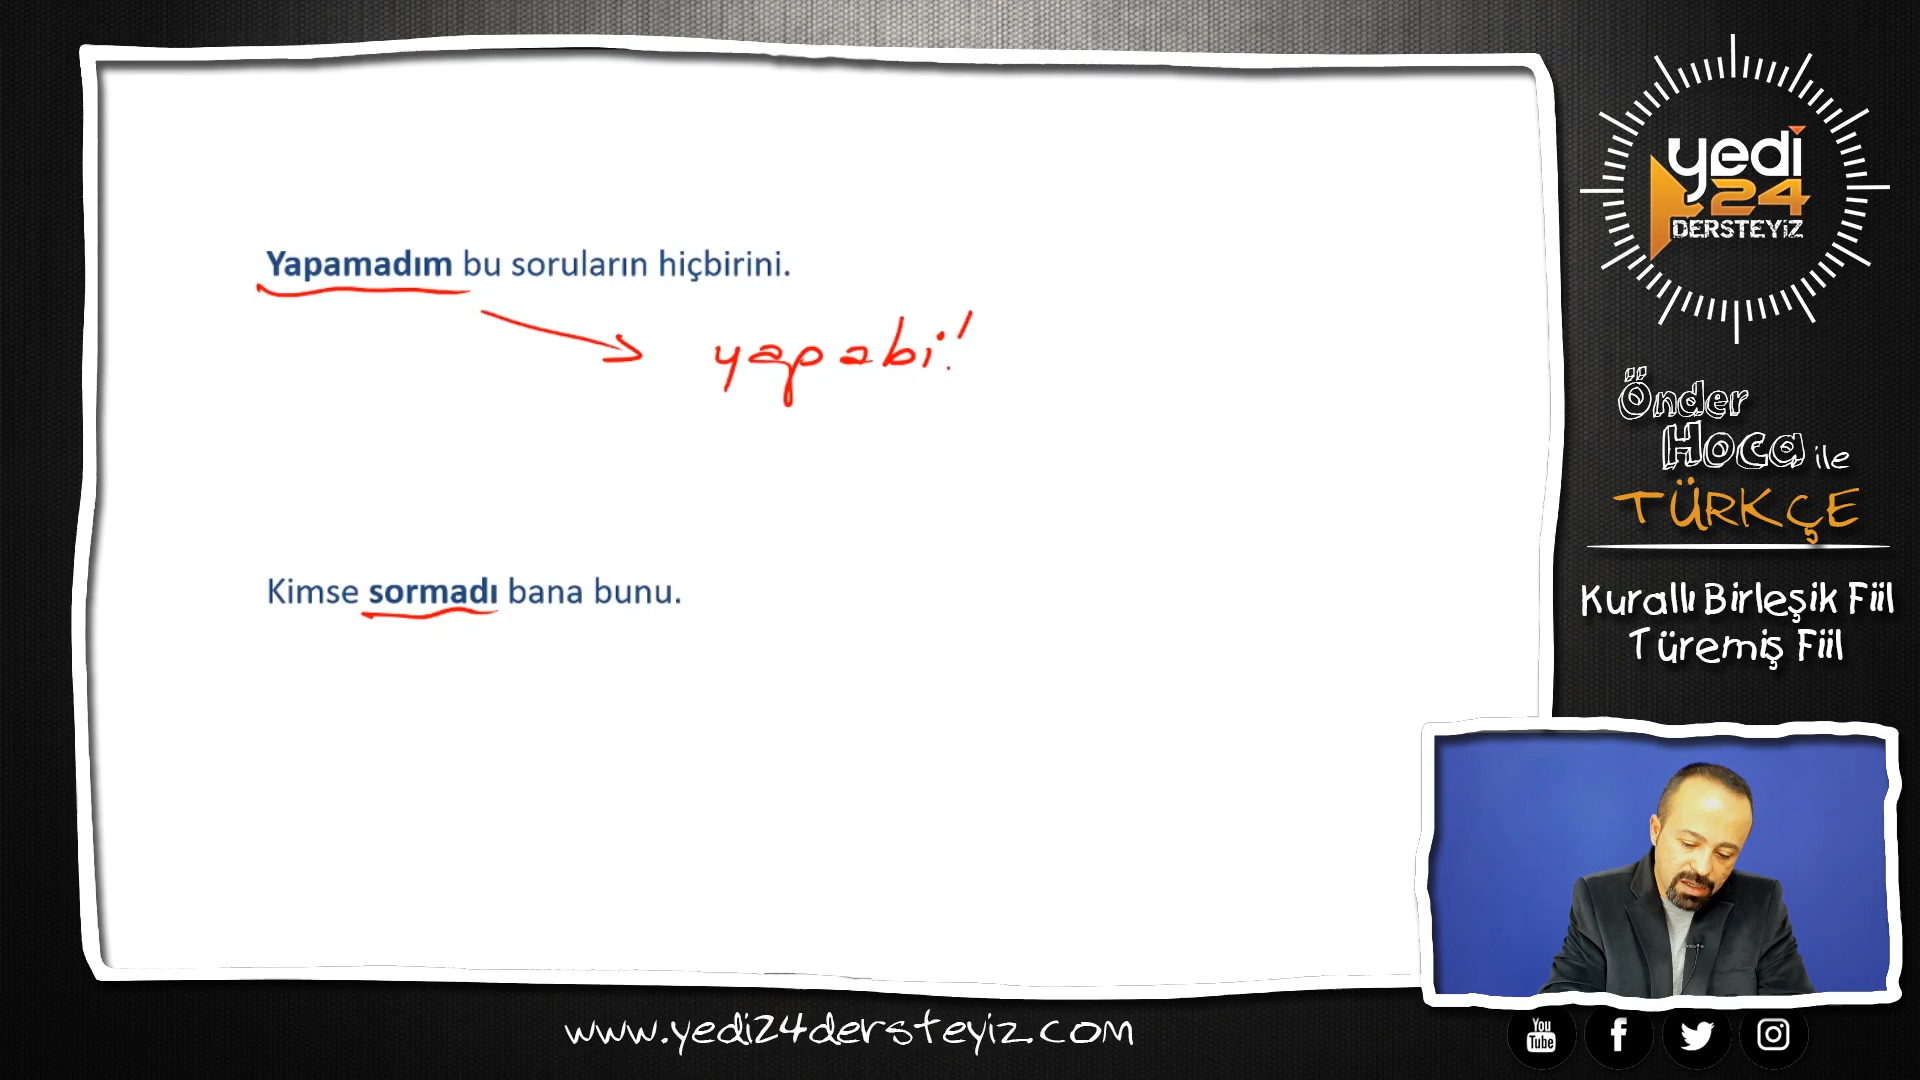 Yapamadım bu soruların hiçbirini.
yapabil
Kimse sormadı bana bunu.
yedi
24
DERSTEYİZ
Önder
Hoca ile
TÜRKÇE
Kurallı Birleşik Fiil
Türemiş Fiil
www.yedi24dersteyiz.com
You
Tube